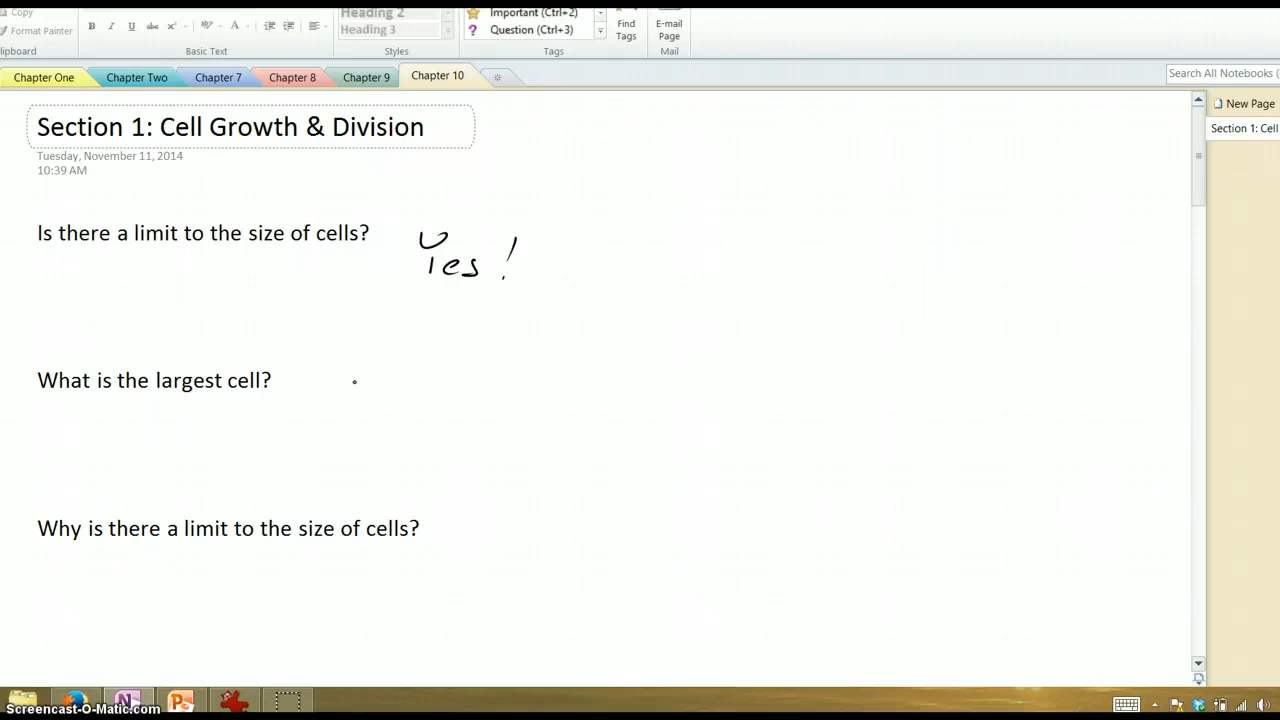 Copy
Format Painter
lipboard
B I U abc x² ab A
Basic Text
Heading 2
Heading 3
Styles
Important (Ctrl+2)
Question (Ctrl+3)
Tags
Find
Tags
E-mail
Page
Mail
Chapter One
Chapter Two
Chapter 7
Chapter 8
Chapter 9
Chapter 10
Search All Notebooks (
New Page
Section 1: Cell
Section 1: Cell Growth & Division
Tuesday, November 11, 2014
10:39 AM
Is there a limit to the size of cells?
Yes !
What is the largest cell?
Why is there a limit to the size of cells?
Screencast-O-Matic.com